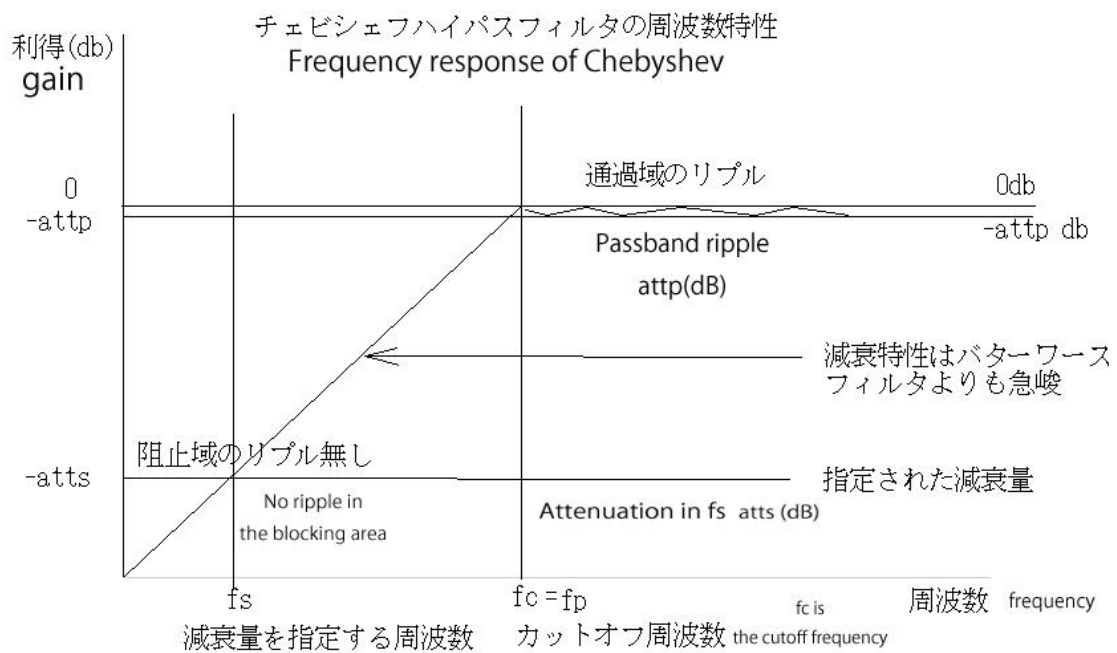 チェビシェフハイパスフィルタの周波数特性
Frequency response of Chebyshev
利得(db)
gain
通過域のリプル
0
0db
-attp
-attp db
Passband ripple
attp(dB)
減衰特性はバターワース
フィルタよりも急峻
阻止域のリプル無し
-atts
指定された減衰量
No ripple in
the blocking area
Attenuation in fs atts (dB)
fs
fc = fp
周波数 frequency
減衰量を指定する周波数
カットオフ周波数
fc is
the cutoff frequency